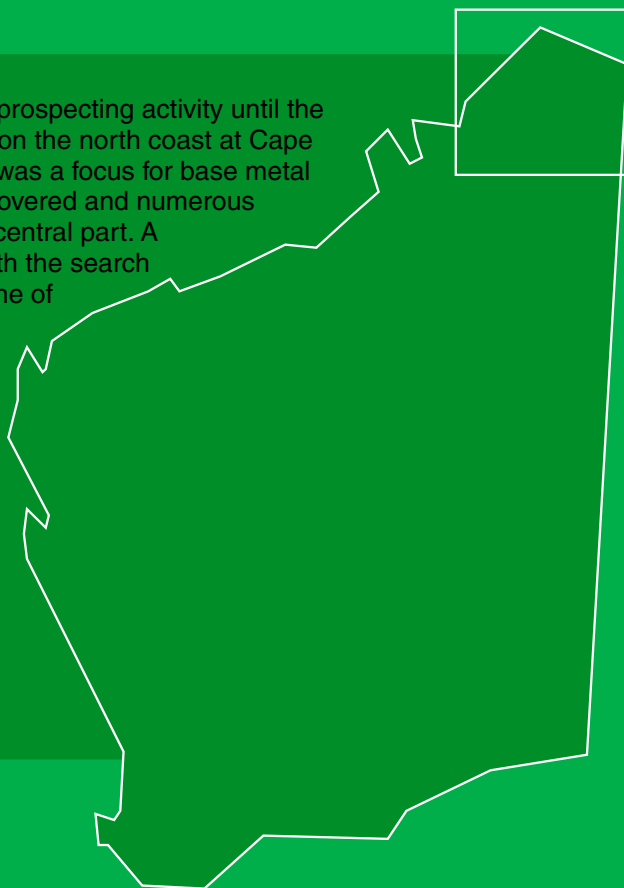 prospecting activity until the
on the north coast at Cape
was a focus for base metal
overed and numerous
central part. A
th the search
ne of